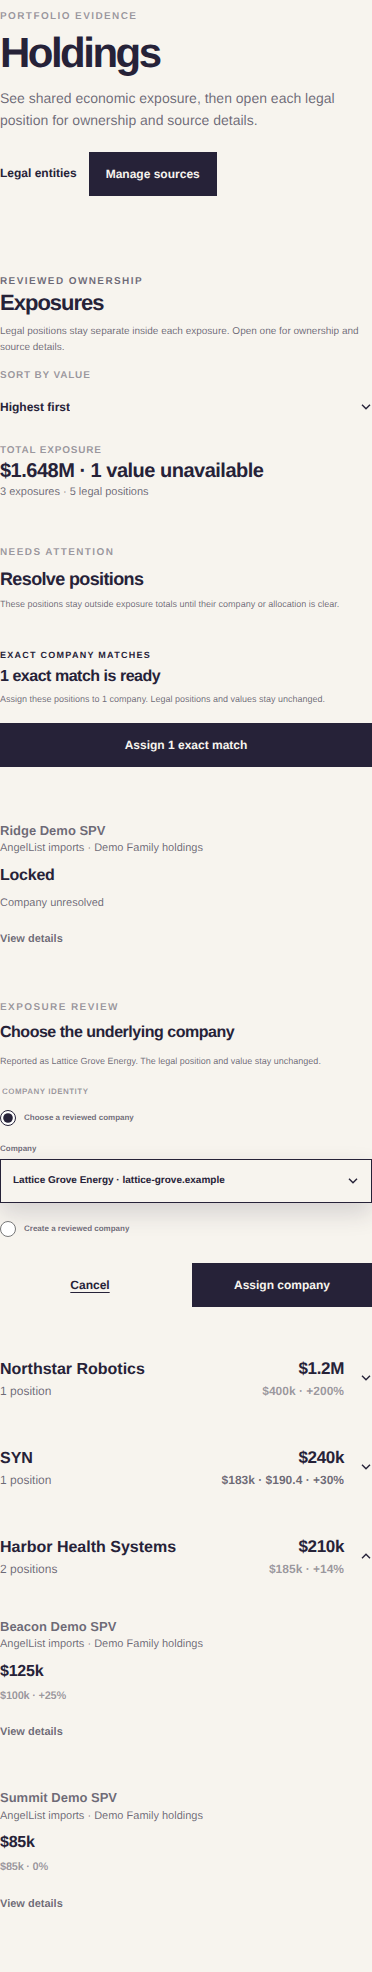 PORTFOLIO EVIDENCE
Holdings
See shared economic exposure, then open each legal
position for ownership and source details.
Legal entities
Manage sources
REVIEWED OWNERSHIP
Exposures
Legal positions stay separate inside each exposure. Open one for ownership and
source details.
SORT BY VALUE
Highest first
TOTAL EXPOSURE
$1.648M · 1 value unavailable
3 exposures · 5 legal positions
NEEDS ATTENTION
Resolve positions
These positions stay outside exposure totals until their company or allocation is clear.
EXACT COMPANY MATCHES
1 exact match is ready
Assign these positions to 1 company. Legal positions and values stay unchanged.
Assign 1 exact match
Ridge Demo SPV
AngelList imports · Demo Family holdings
Locked
Company unresolved
View details
EXPOSURE REVIEW
Choose the underlying company
Reported as Lattice Grove Energy. The legal position and value stay unchanged.
COMPANY IDENTITY
Choose a reviewed company
Company
Lattice Grove Energy · lattice-grove.example
Create a reviewed company
Cancel
Assign company
Northstar Robotics
$1.2M
1 position
$400k · +200%
SYN
$240k
1 position
$183k · $190.4 · +30%
Harbor Health Systems
$210k
2 positions
$185k · +14%
Beacon Demo SPV
AngelList imports · Demo Family holdings
$125k
$100k · +25%
View details
Summit Demo SPV
AngelList imports · Demo Family holdings
$85k
$85k · 0%
View details